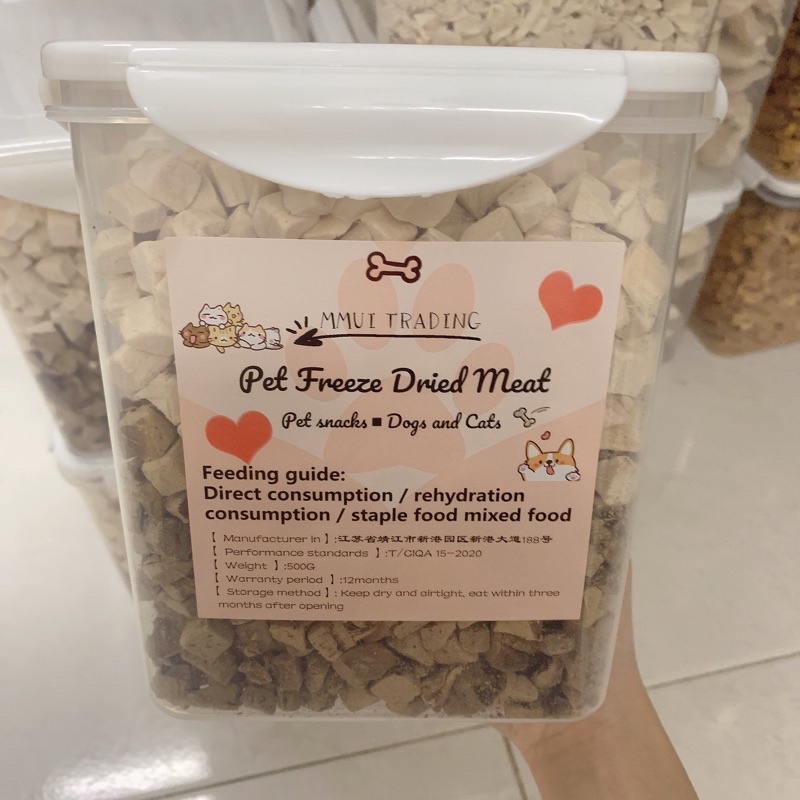 MMUI TRADING
Pet Freeze Dried Meat
Pet snacks ■ Dogs and Cats
Feeding guide:
Direct consumption / rehydration
consumption / staple food mixed food
【 Manufacturer in 】:江苏省靖江市新港园区新港大道188号
【 Performance standards 】:T/CIQA 15-2020
【 Weight 】:500G
【 Warranty period 】:12months
【 Storage method 】: Keep dry and airtight, eat within three
months after opening